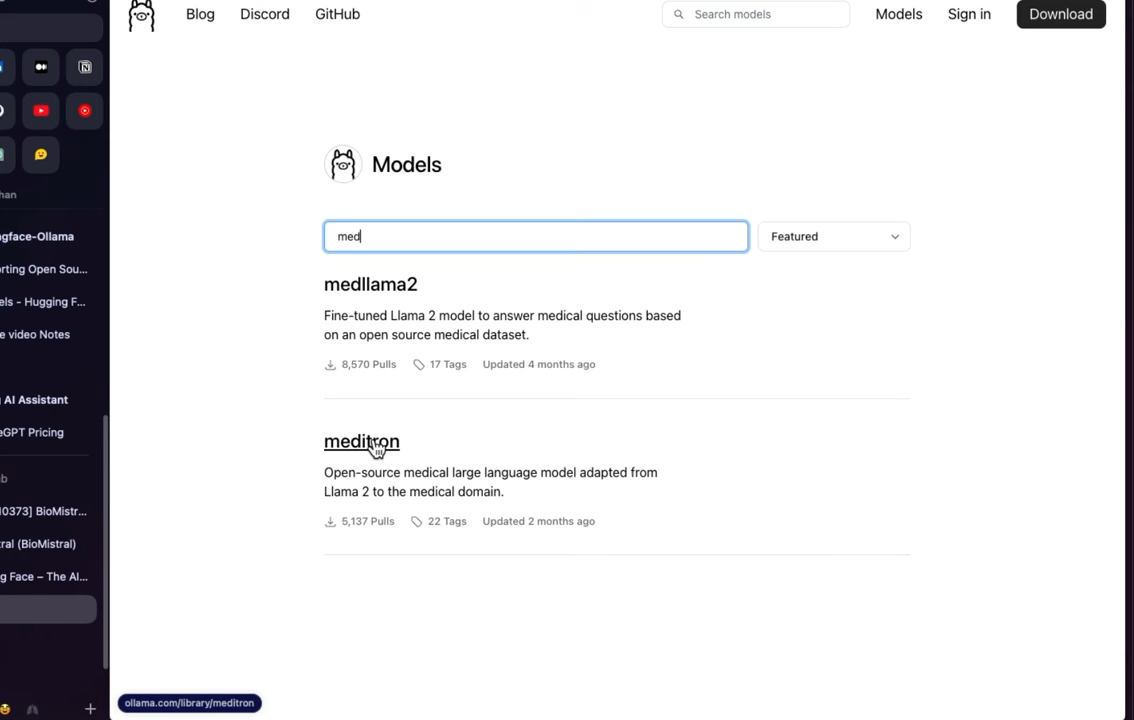 Blog Discord GitHub Search models Models Sign in Download
Models
med
Featured
medllama2
Fine-tuned Llama 2 model to answer medical questions based
on an open source medical dataset.
8,570 Pulls 17 Tags Updated 4 months ago
meditron
Open-source medical large language model adapted from
Llama 2 to the medical domain.
5,137 Pulls 22 Tags Updated 2 months ago
han
gface-Ollama
rting Open Sou...
els - Hugging F...
e video Notes
AI Assistant
eGPT Pricing
b
10373] BioMistr...
ral (BioMistral)
g Face – The AI...
ollama.com/library/meditron